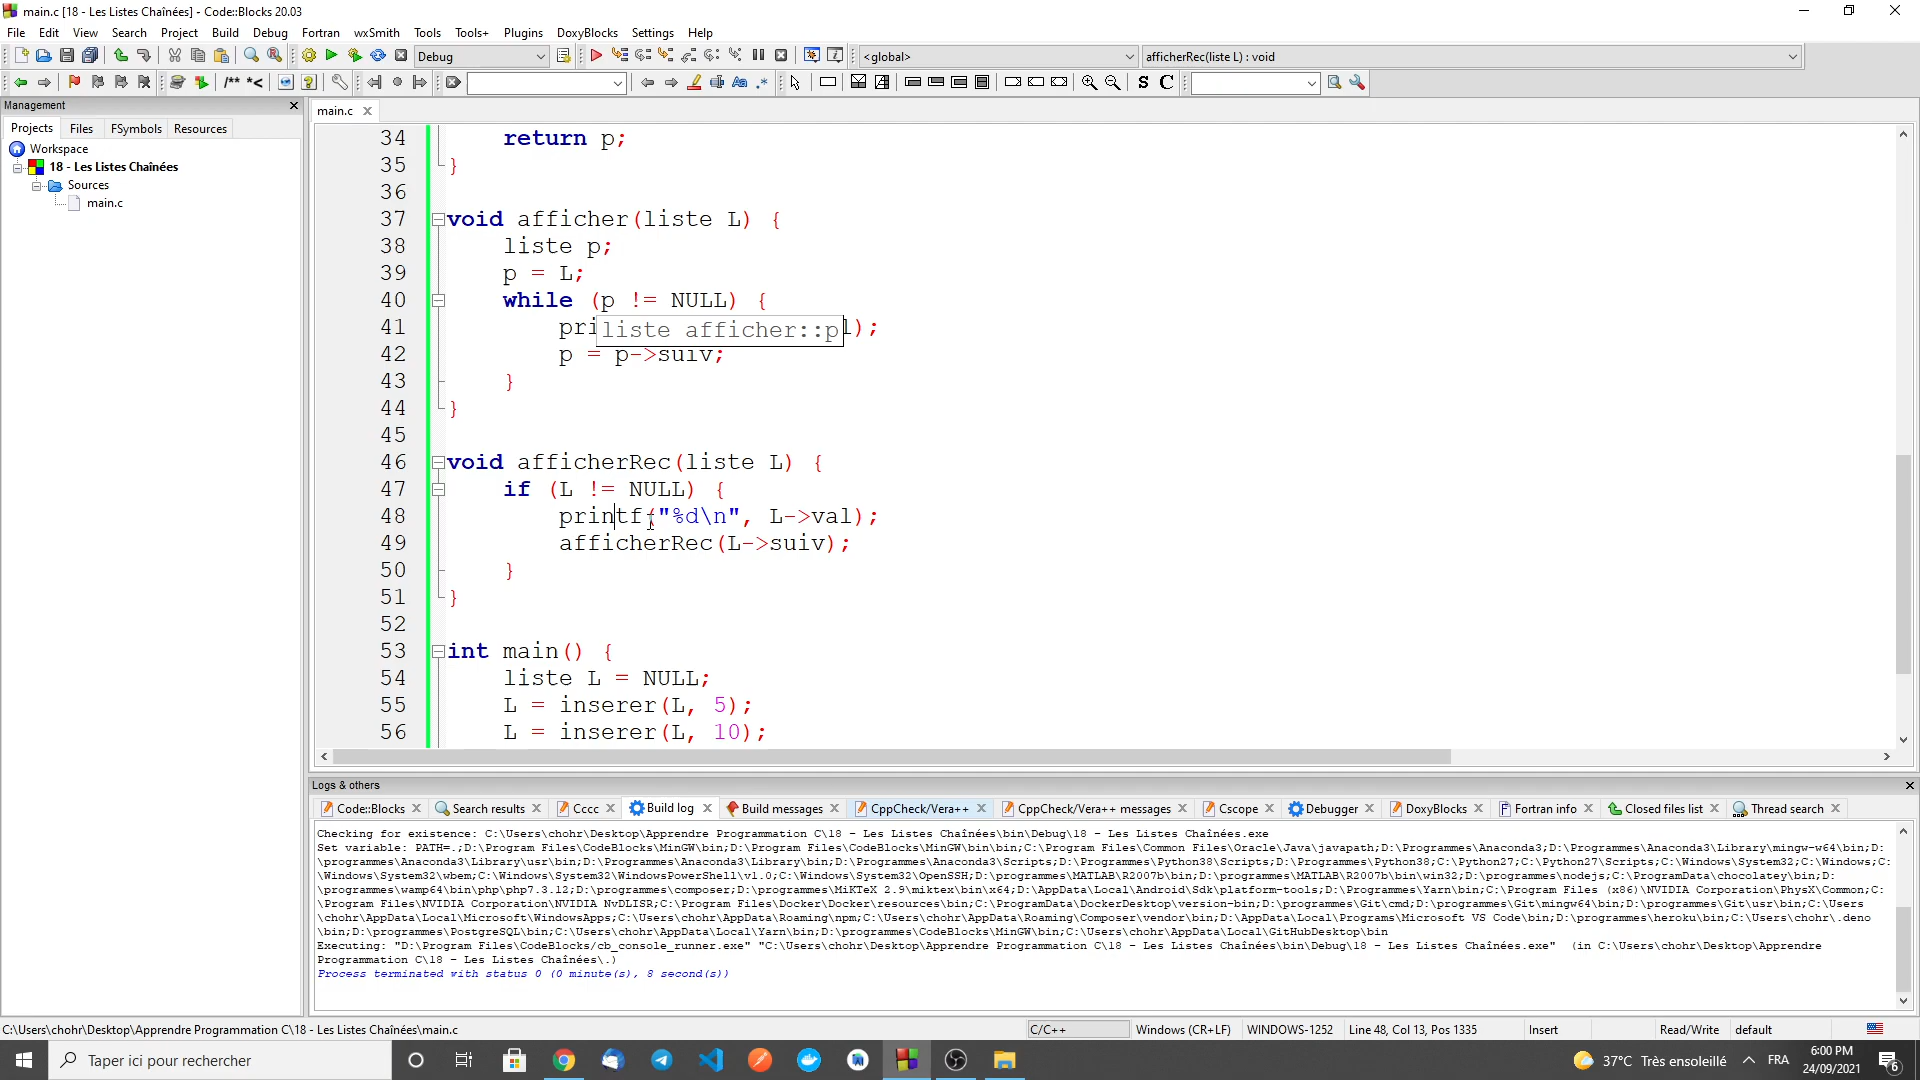 main.c [18 - Les Listes Chaînées] - Code::Blocks 20.03
File Edit View Search Project Build Debug Fortran wxSmith Tools Tools+ Plugins DoxyBlocks Settings Help
Debug <global> afficherRec(liste L) : void
/** *< Aa .* S C
Management
main.c
Projects Files FSymbols Resources
Workspace
18 - Les Listes Chaînées
Sources
main.c
34 return p;
35 }
36
37 void afficher(liste L) {
38 liste p;
39 p = L;
40 while (p != NULL) {
41 pri liste afficher::p l);
42 p = p->suiv;
43 }
44 }
45
46 void afficherRec(liste L) {
47 if (L != NULL) {
48 printf("%d\n", L->val);
49 afficherRec(L->suiv);
50 }
51 }
52
53 int main() {
54 liste L = NULL;
55 L = inserer(L, 5);
56 L = inserer(L, 10);
Logs & others
Code::Blocks Search results Cccc Build log Build messages CppCheck/Vera++ CppCheck/Vera++ messages Cscope Debugger DoxyBlocks Fortran info Closed files list Thread search
Checking for existence: C:\Users\chohr\Desktop\Apprendre Programmation C\18 - Les Listes Chaînées\bin\Debug\18 - Les Listes Chaînées.exe
Set variable: PATH=.;D:\Program Files\CodeBlocks\MinGW\bin;D:\Program Files\CodeBlocks\MinGW\bin\bin;C:\Program Files\Common Files\Oracle\Java\javapath;D:\Programmes\Anaconda3;D:\Programmes\Anaconda3\Library\mingw-w64\bin;D:
\programmes\Anaconda3\Library\usr\bin;D:\Programmes\Anaconda3\Library\bin;D:\programmes\Anaconda3\Scripts;D:\Programmes\Python38\Scripts;D:\Programmes\Python38;C:\Python27;C:\Python27\Scripts;C:\Windows\System32;C:\Windows;C:
\Windows\System32\wbem;C:\Windows\System32\WindowsPowerShell\v1.0;C:\Windows\System32\OpenSSH;D:\programmes\MATLAB\R2007b\bin;D:\programmes\MATLAB\R2007b\bin\win32;D:\programmes\nodejs;C:\ProgramData\chocolatey\bin;D:
\programmes\wamp64\bin\php\php7.3.12;D:\programmes\composer;D:\programmes\MiKTeX 2.9\miktex\bin\x64;D:\AppData\Local\Android\Sdk\platform-tools;D:\Programmes\Yarn\bin;C:\Program Files (x86)\NVIDIA Corporation\PhysX\Common;C:
\Program Files\NVIDIA Corporation\NVIDIA NvDLISR;C:\Program Files\Docker\Docker\resources\bin;C:\ProgramData\DockerDesktop\version-bin;D:\programmes\Git\cmd;D:\programmes\Git\mingw64\bin;D:\programmes\Git\usr\bin;C:\Users
\chohr\AppData\Local\Microsoft\WindowsApps;C:\Users\chohr\AppData\Roaming\npm;C:\Users\chohr\AppData\Roaming\Composer\vendor\bin;D:\AppData\Local\Programs\Microsoft VS Code\bin;D:\programmes\heroku\bin;C:\Users\chohr\.deno
\bin;D:\programmes\PostgreSQL\bin;C:\Users\chohr\AppData\Local\Yarn\bin;D:\programmes\CodeBlocks\MinGW\bin;C:\Users\chohr\AppData\Local\GitHubDesktop\bin
Executing: "D:\Program Files\CodeBlocks/cb_console_runner.exe" "C:\Users\chohr\Desktop\Apprendre Programmation C\18 - Les Listes Chaînées\bin\Debug\18 - Les Listes Chaînées.exe" (in C:\Users\chohr\Desktop\Apprendre
Programmation C\18 - Les Listes Chaînées\.)
Process terminated with status 0 (0 minute(s), 8 second(s))
C:\Users\chohr\Desktop\Apprendre Programmation C\18 - Les Listes Chaînées\main.c C/C++ Windows (CR+LF) WINDOWS-1252 Line 48, Col 13, Pos 1335 Insert Read/Write default
Taper ici pour rechercher 37°C Très ensoleillé FRA 6:00 PM
24/09/2021 6